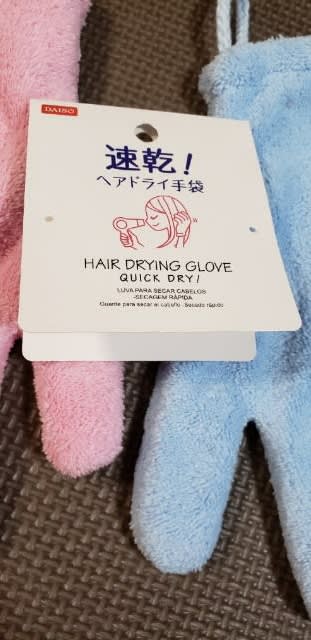 DAISO
速乾！
ヘアドライ手袋
HAIR DRYING GLOVE
QUICK DRY!
LUVA PARA SECAR CABELOS
-SECAGEM RÁPIDA
Guante para secar el cabello -Secado rápido